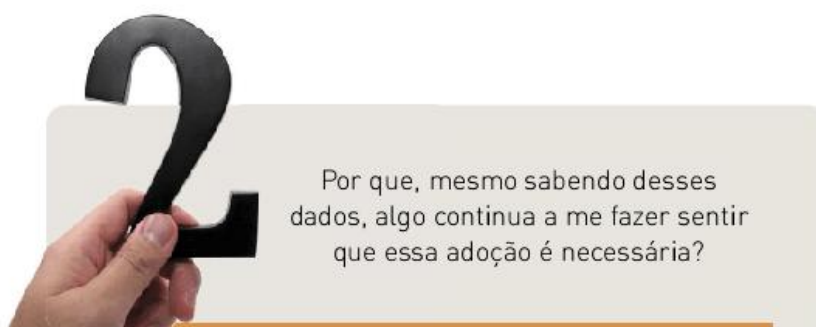 2
Por que, mesmo sabendo desses
dados, algo continua a me fazer sentir
que essa adoção é necessária?